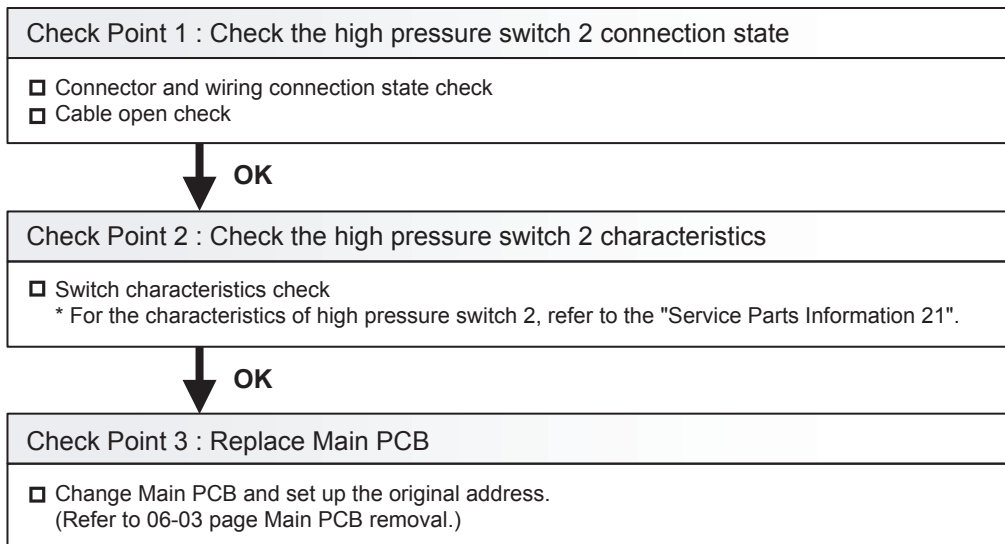 Check Point 1 : Check the high pressure switch 2 connection state
Connector and wiring connection state check
Cable open check
OK
Check Point 2 : Check the high pressure switch 2 characteristics
Switch characteristics check
* For the characteristics of high pressure switch 2, refer to the "Service Parts Information 21".
OK
Check Point 3 : Replace Main PCB
Change Main PCB and set up the original address.
(Refer to 06-03 page Main PCB removal.)